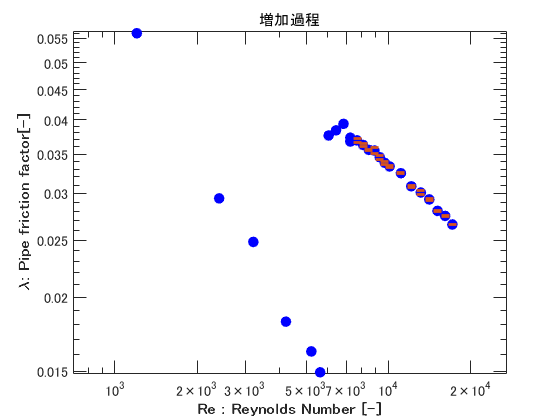 増加過程
0.055
0.05
0.045
0.04
0.035
0.03
0.025
0.02
0.015
λ: Pipe friction factor[-]
10³ 2×10³ 3×10³ 5×10³ 7×10³ 10⁴ 2×10⁴
Re : Reynolds Number [-]